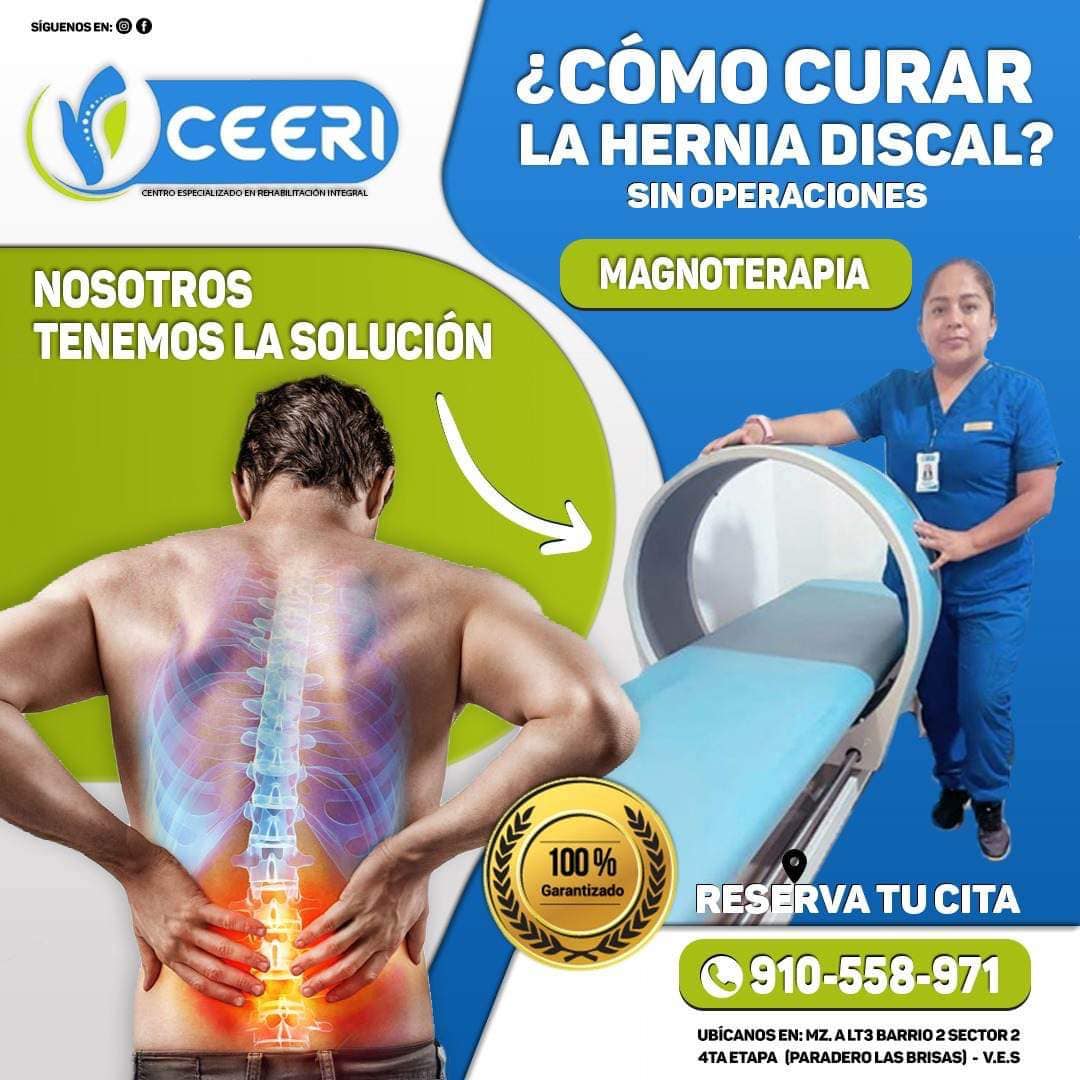 SÍGUENOS EN:
CEERI
CENTRO ESPECIALIZADO EN REHABILITACIÓN INTEGRAL
¿CÓMO CURAR
LA HERNIA DISCAL?
SIN OPERACIONES
MAGNOTERAPIA
NOSOTROS
TENEMOS LA SOLUCIÓN
100 %
Garantizado
RESERVA TU CITA
910-558-971
UBÍCANOS EN: MZ. A LT3 BARRIO 2 SECTOR 2
4TA ETAPA (PARADERO LAS BRISAS) - V.E.S